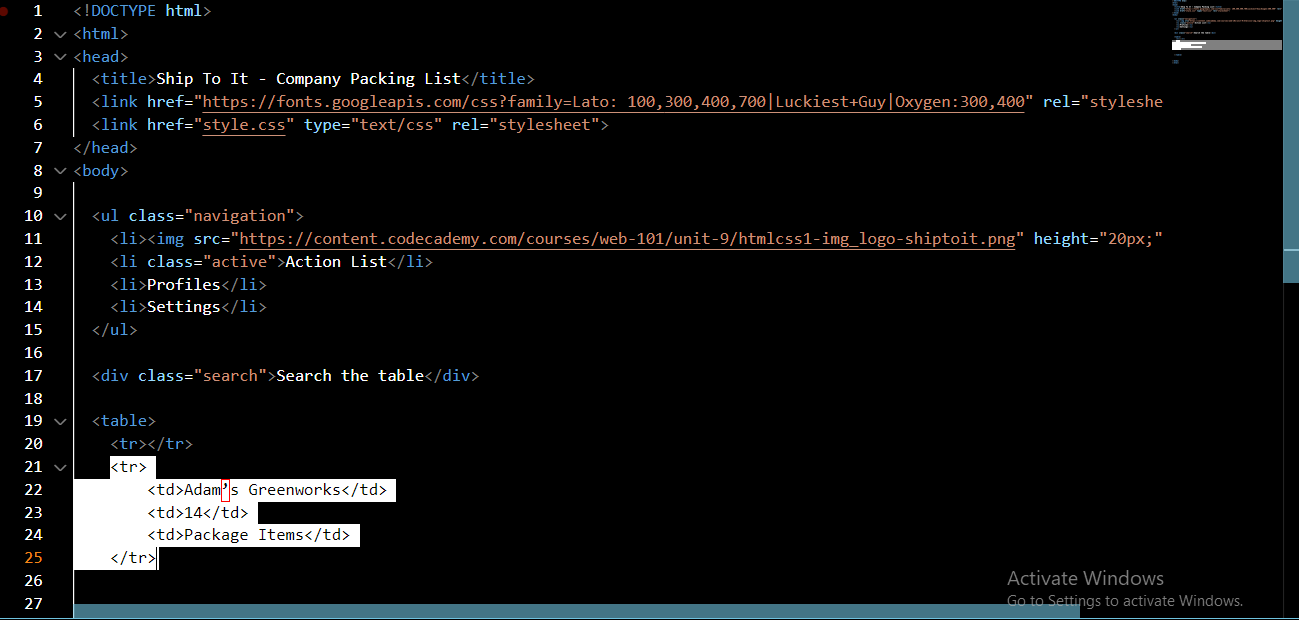 1 <!DOCTYPE html>
2 <html>
3 <head>
4 <title>Ship To It - Company Packing List</title>
5 <link href="https://fonts.googleapis.com/css?family=Lato: 100,300,400,700|Luckiest+Guy|Oxygen:300,400" rel="styleshe
6 <link href="style.css" type="text/css" rel="stylesheet">
7 </head>
8 <body>
9
10 <ul class="navigation">
11 <li><img src="https://content.codecademy.com/courses/web-101/unit-9/htmlcss1-img_logo-shiptoit.png" height="20px;"
12 <li class="active">Action List</li>
13 <li>Profiles</li>
14 <li>Settings</li>
15 </ul>
16
17 <div class="search">Search the table</div>
18
19 <table>
20 <tr></tr>
21 <tr>
22 <td>Adam’s Greenworks</td>
23 <td>14</td>
24 <td>Package Items</td>
25 </tr>
26
27
Activate Windows
Go to Settings to activate Windows.